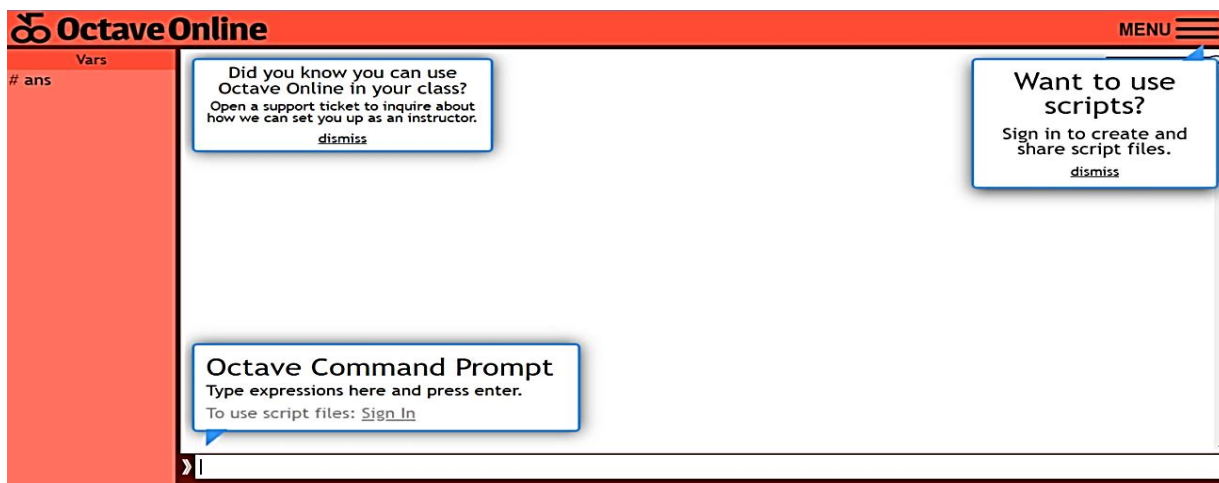 Octave Online
MENU
Vars
# ans
Did you know you can use
Octave Online in your class?
Open a support ticket to inquire about
how we can set you up as an instructor.
dismiss
Want to use
scripts?
Sign in to create and
share script files.
dismiss
Octave Command Prompt
Type expressions here and press enter.
To use script files: Sign In